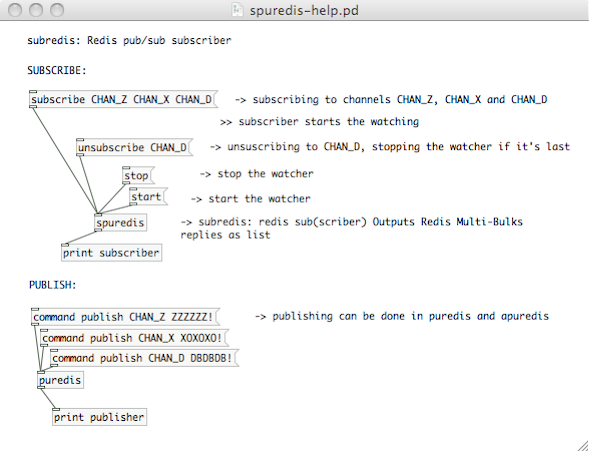 spuredis-help.pd
subredis: Redis pub/sub subscriber
SUBSCRIBE:
subscribe CHAN_Z CHAN_X CHAN_D -> subscribing to channels CHAN_Z, CHAN_X and CHAN_D
>> subscriber starts the watching
unsubscribe CHAN_D -> unsuscribing to CHAN_D, stopping the watcher if it's last
stop -> stop the watcher
start -> start the watcher
spuredis -> subredis: redis sub(scriber) Outputs Redis Multi-Bulks
replies as list
print subscriber
PUBLISH:
command publish CHAN_Z ZZZZZZ! -> publishing can be done in puredis and apuredis
command publish CHAN_X XOXOXO!
command publish CHAN_D DBDBDB!
puredis
print publisher